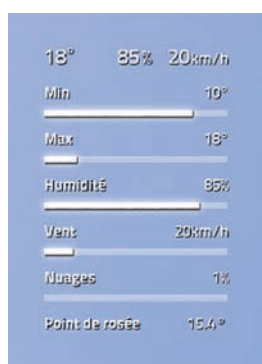 18° 85% 20km/h
Min 10°
Max 18°
Humidité 85%
Vent 20km/h
Nuages 1%
Point de rosée 15.4°